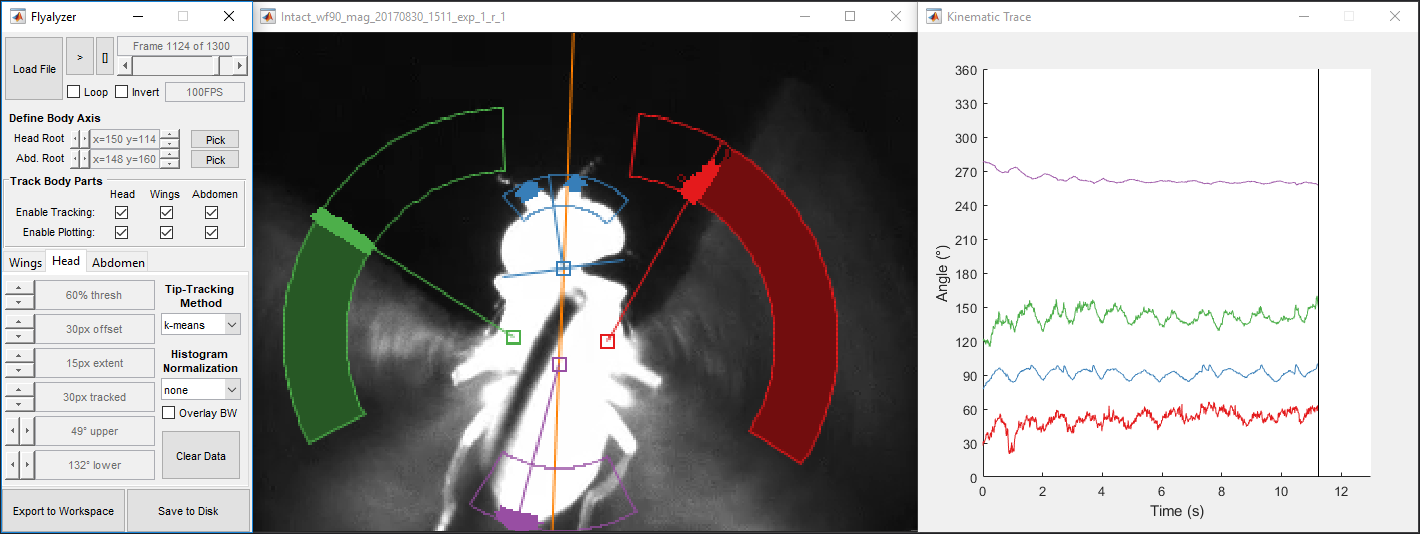 Flyalyzer
Load File
>
[]
Frame 1124 of 1300
Loop
Invert
100FPS
Define Body Axis
Head Root
x=150 y=114
Pick
Abd. Root
x=148 y=160
Pick
Track Body Parts
Head Wings Abdomen
Enable Tracking:
Enable Plotting:
Wings Head Abdomen
60% thresh
30px offset
15px extent
30px tracked
49° upper
132° lower
Tip-Tracking
Method
k-means
Histogram
Normalization
none
Overlay BW
Clear Data
Export to Workspace
Save to Disk
Intact_wf90_mag_20170830_1511_exp_1_r_1
Kinematic Trace
360
330
300
270
240
210
180
150
120
90
60
30
0
Angle (°)
0 2 4 6 8 10 12
Time (s)